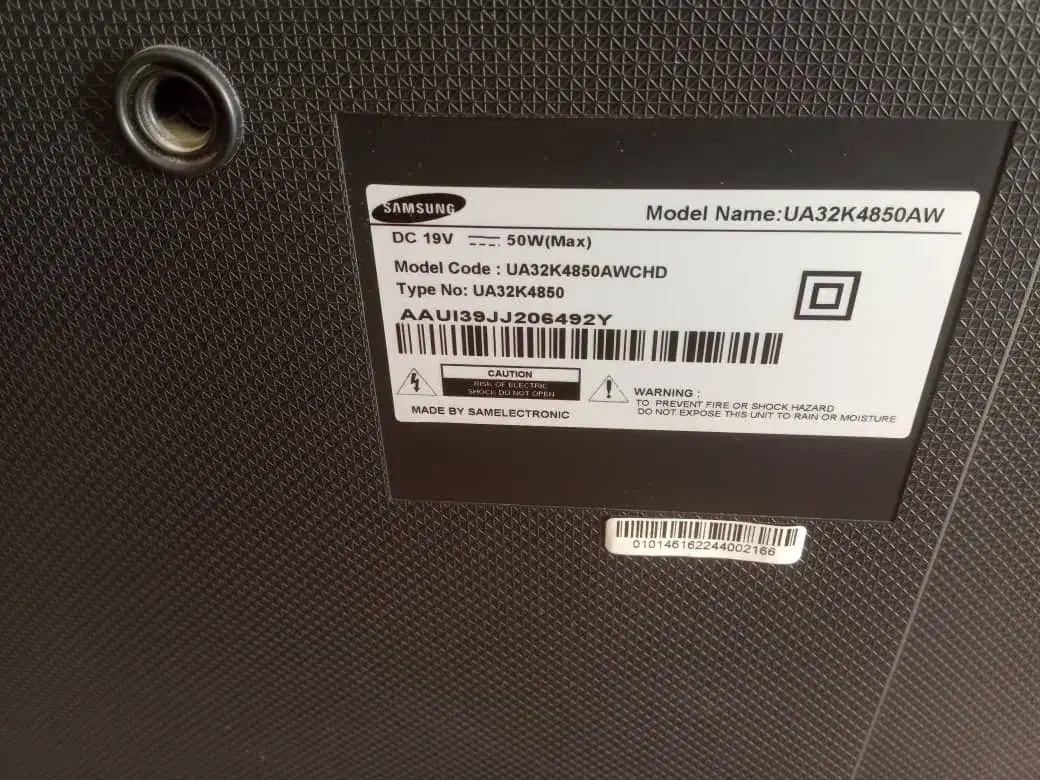 SAMSUNG
Model Name:UA32K4850AW
DC 19V 50W(Max)
Model Code : UA32K4850AWCHD
Type No: UA32K4850
AAUI39JJ206492Y
CAUTION
RISK OF ELECTRIC
SHOCK DO NOT OPEN
WARNING :
TO PREVENT FIRE OR SHOCK HAZARD
DO NOT EXPOSE THIS UNIT TO RAIN OR MOISTURE
MADE BY SAMELECTRONIC
010146162244002166